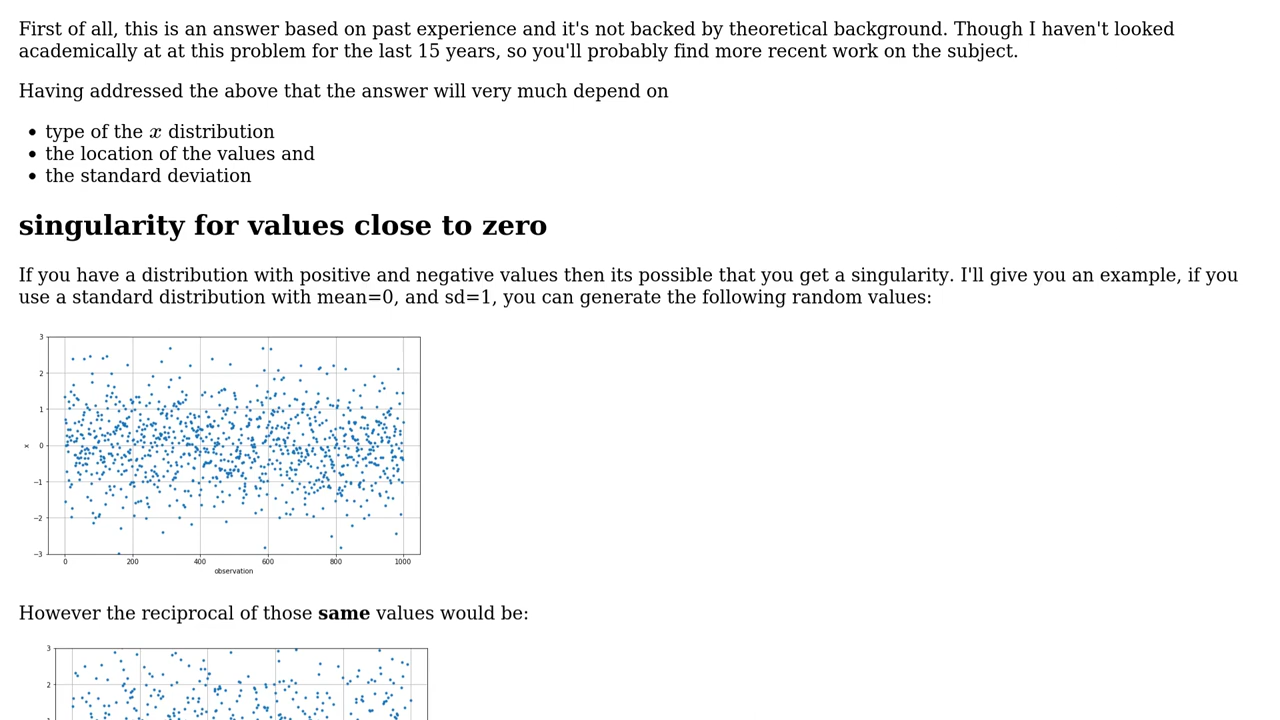 First of all, this is an answer based on past experience and it's not backed by theoretical background. Though I haven't looked
academically at at this problem for the last 15 years, so you'll probably find more recent work on the subject.
Having addressed the above that the answer will very much depend on
• type of the x distribution
• the location of the values and
• the standard deviation
singularity for values close to zero
If you have a distribution with positive and negative values then its possible that you get a singularity. I'll give you an example, if you
use a standard distribution with mean=0, and sd=1, you can generate the following random values:
3
2
1
0
−1
−2
−3
x
0 200 400 600 800 1000
observation
However the reciprocal of those same values would be:
3
2